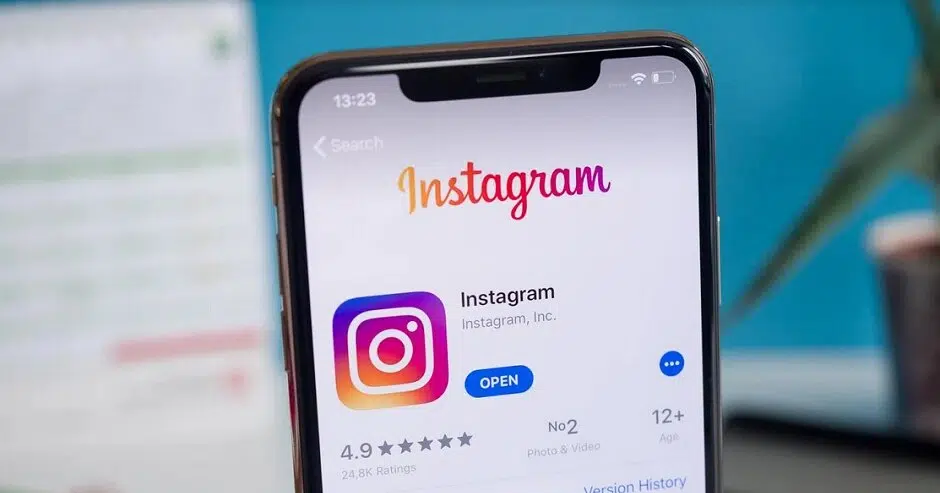 13:23
Search
Instagram
Instagram
Instagram, Inc.
OPEN
4.9
24,8K Ratings
No2
Photo & Video
12+
Age
Version History